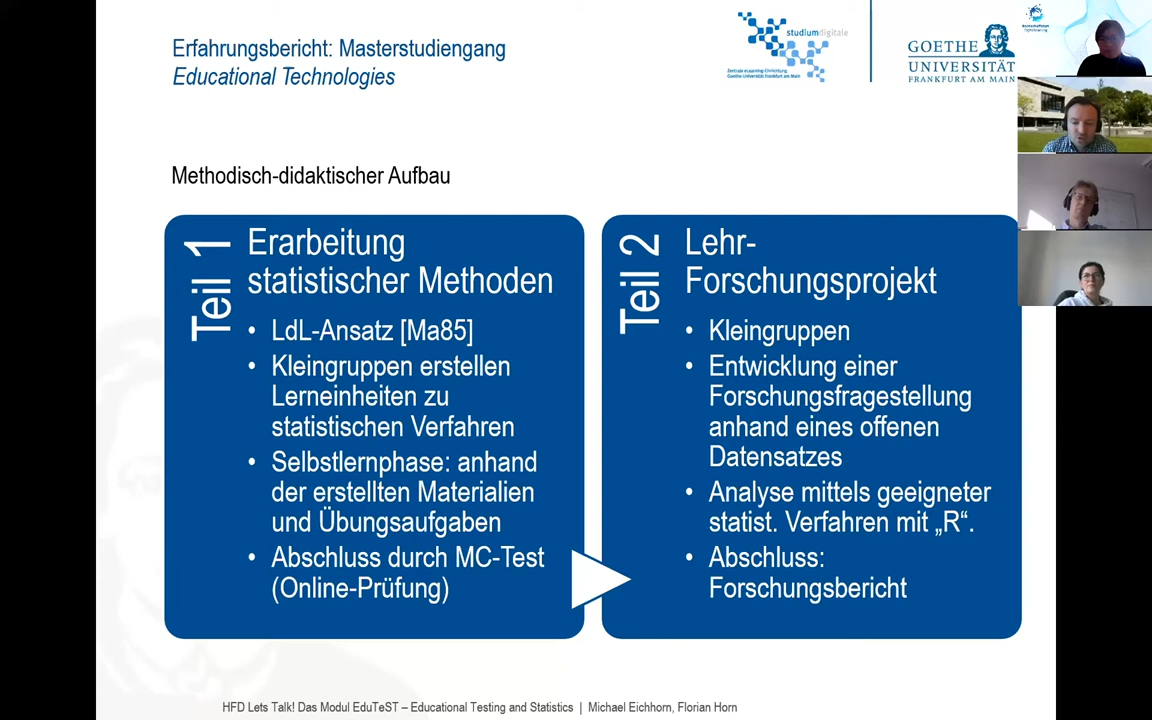 Erfahrungsbericht: Masterstudiengang
Educational Technologies
studiumdigitale
Zentrale eLearning-Einrichtung
Goethe-Universität Frankfurt am Main
GOETHE
UNIVERSITÄT
FRANKFURT AM MAIN
Methodisch-didaktischer Aufbau
Teil 1
Erarbeitung
statistischer Methoden
• LdL-Ansatz [Ma85]
• Kleingruppen erstellen
Lerneinheiten zu
statistischen Verfahren
• Selbstlernphase: anhand
der erstellten Materialien
und Übungsaufgaben
• Abschluss durch MC-Test
(Online-Prüfung)
Teil 2
Lehr-
Forschungsprojekt
• Kleingruppen
• Entwicklung einer
Forschungsfragestellung
anhand eines offenen
Datensatzes
• Analyse mittels geeigneter
statist. Verfahren mit „R“.
• Abschluss:
Forschungsbericht
HFD Lets Talk! Das Modul EduTeST – Educational Testing and Statistics | Michael Eichhorn, Florian Horn